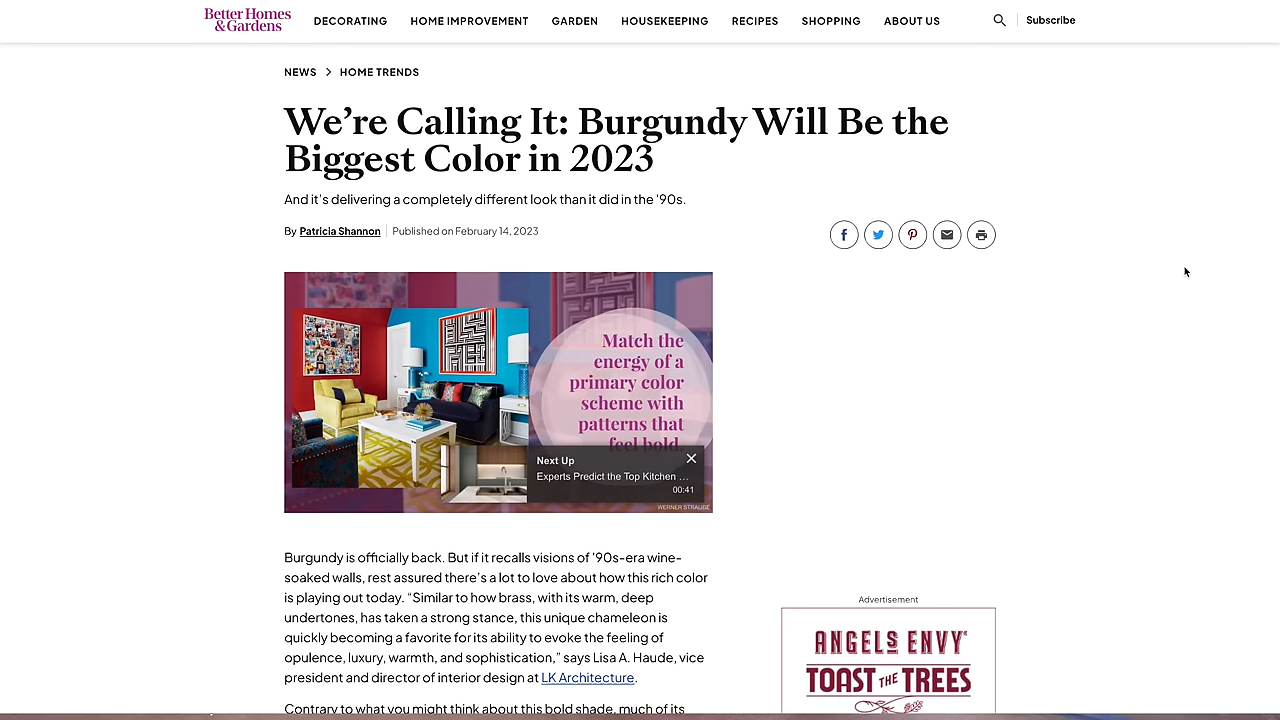 Better Homes
& Gardens
DECORATING HOME IMPROVEMENT GARDEN HOUSEKEEPING RECIPES SHOPPING ABOUT US
Subscribe
NEWS > HOME TRENDS
We're Calling It: Burgundy Will Be the
Biggest Color in 2023
And it's delivering a completely different look than it did in the '90s.
By Patricia Shannon | Published on February 14, 2023
Match the
energy of a
primary color
scheme with
patterns that
feel bold.
Next Up
Experts Predict the Top Kitchen ...
00:41
WERNER STRAUBE
Burgundy is officially back. But if it recalls visions of '90s-era wine-
soaked walls, rest assured there's a lot to love about how this rich color
is playing out today. “Similar to how brass, with its warm, deep
undertones, has taken a strong stance, this unique chameleon is
quickly becoming a favorite for its ability to evoke the feeling of
opulence, luxury, warmth, and sophistication,” says Lisa A. Haude, vice
president and director of interior design at LK Architecture.
Contrary to what you might think about this bold shade, much of its
Advertisement
ANGELS ENVY
TOAST THE TREES